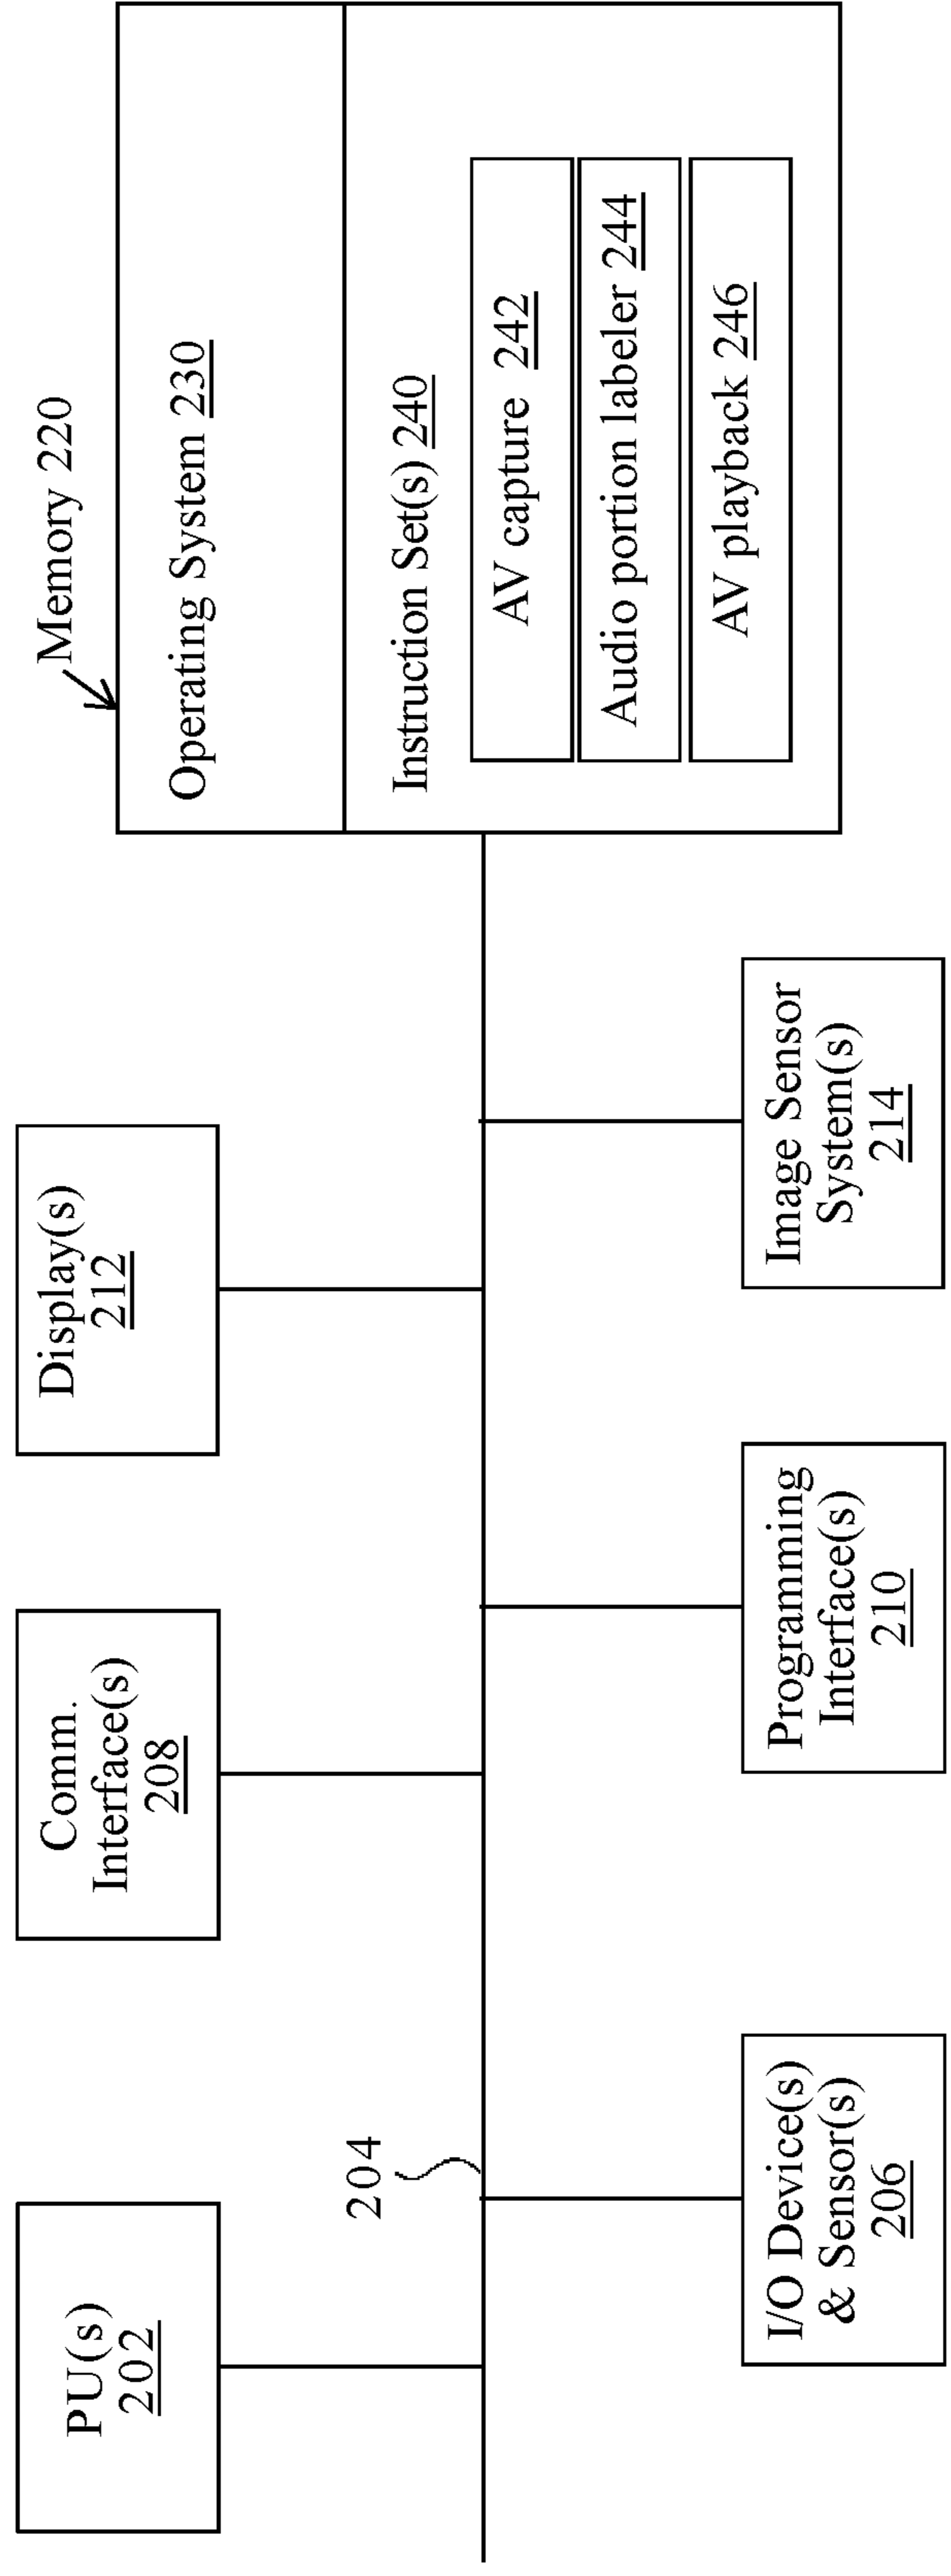 PU(s)
202
Comm.
Interface(s)
208
Display(s)
212
Memory 220
Operating System 230
Instruction Set(s) 240
AV capture 242
Audio portion labeler 244
AV playback 246
204
I/O Device(s)
& Sensor(s)
206
Programming
Interface(s)
210
Image Sensor
System(s)
214